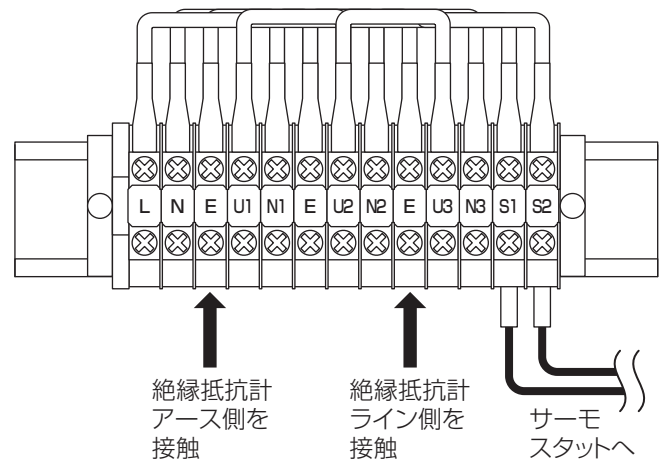 L N E U1 N1 E U2 N2 E U3 N3 S1 S2
絶縁抵抗計
アース側を
接触
絶縁抵抗計
ライン側を
接触
サーモ
スタットへ